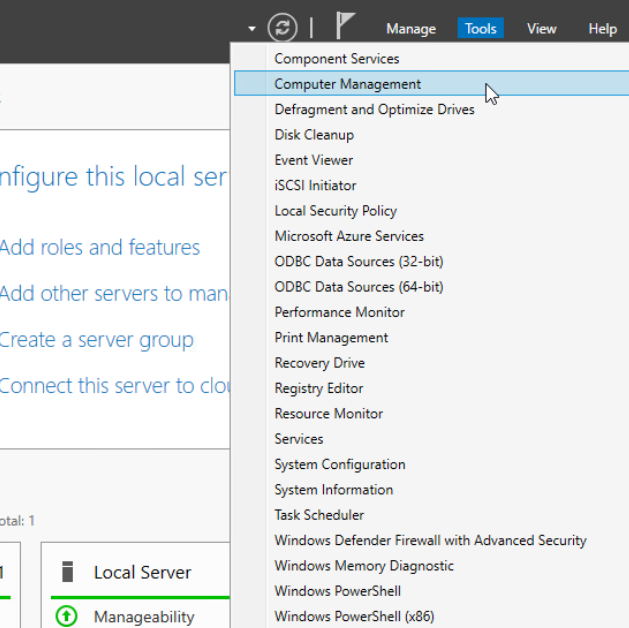 Manage Tools View Help
Component Services
Computer Management
Defragment and Optimize Drives
Disk Cleanup
Event Viewer
iSCSI Initiator
Local Security Policy
Microsoft Azure Services
ODBC Data Sources (32-bit)
ODBC Data Sources (64-bit)
Performance Monitor
Print Management
Recovery Drive
Registry Editor
Resource Monitor
Services
System Configuration
System Information
Task Scheduler
Windows Defender Firewall with Advanced Security
Windows Memory Diagnostic
Windows PowerShell
Windows PowerShell (x86)
nfigure this local ser
Add roles and features
Add other servers to man
Create a server group
Connect this server to clou
otal: 1
1
Local Server
Manageability